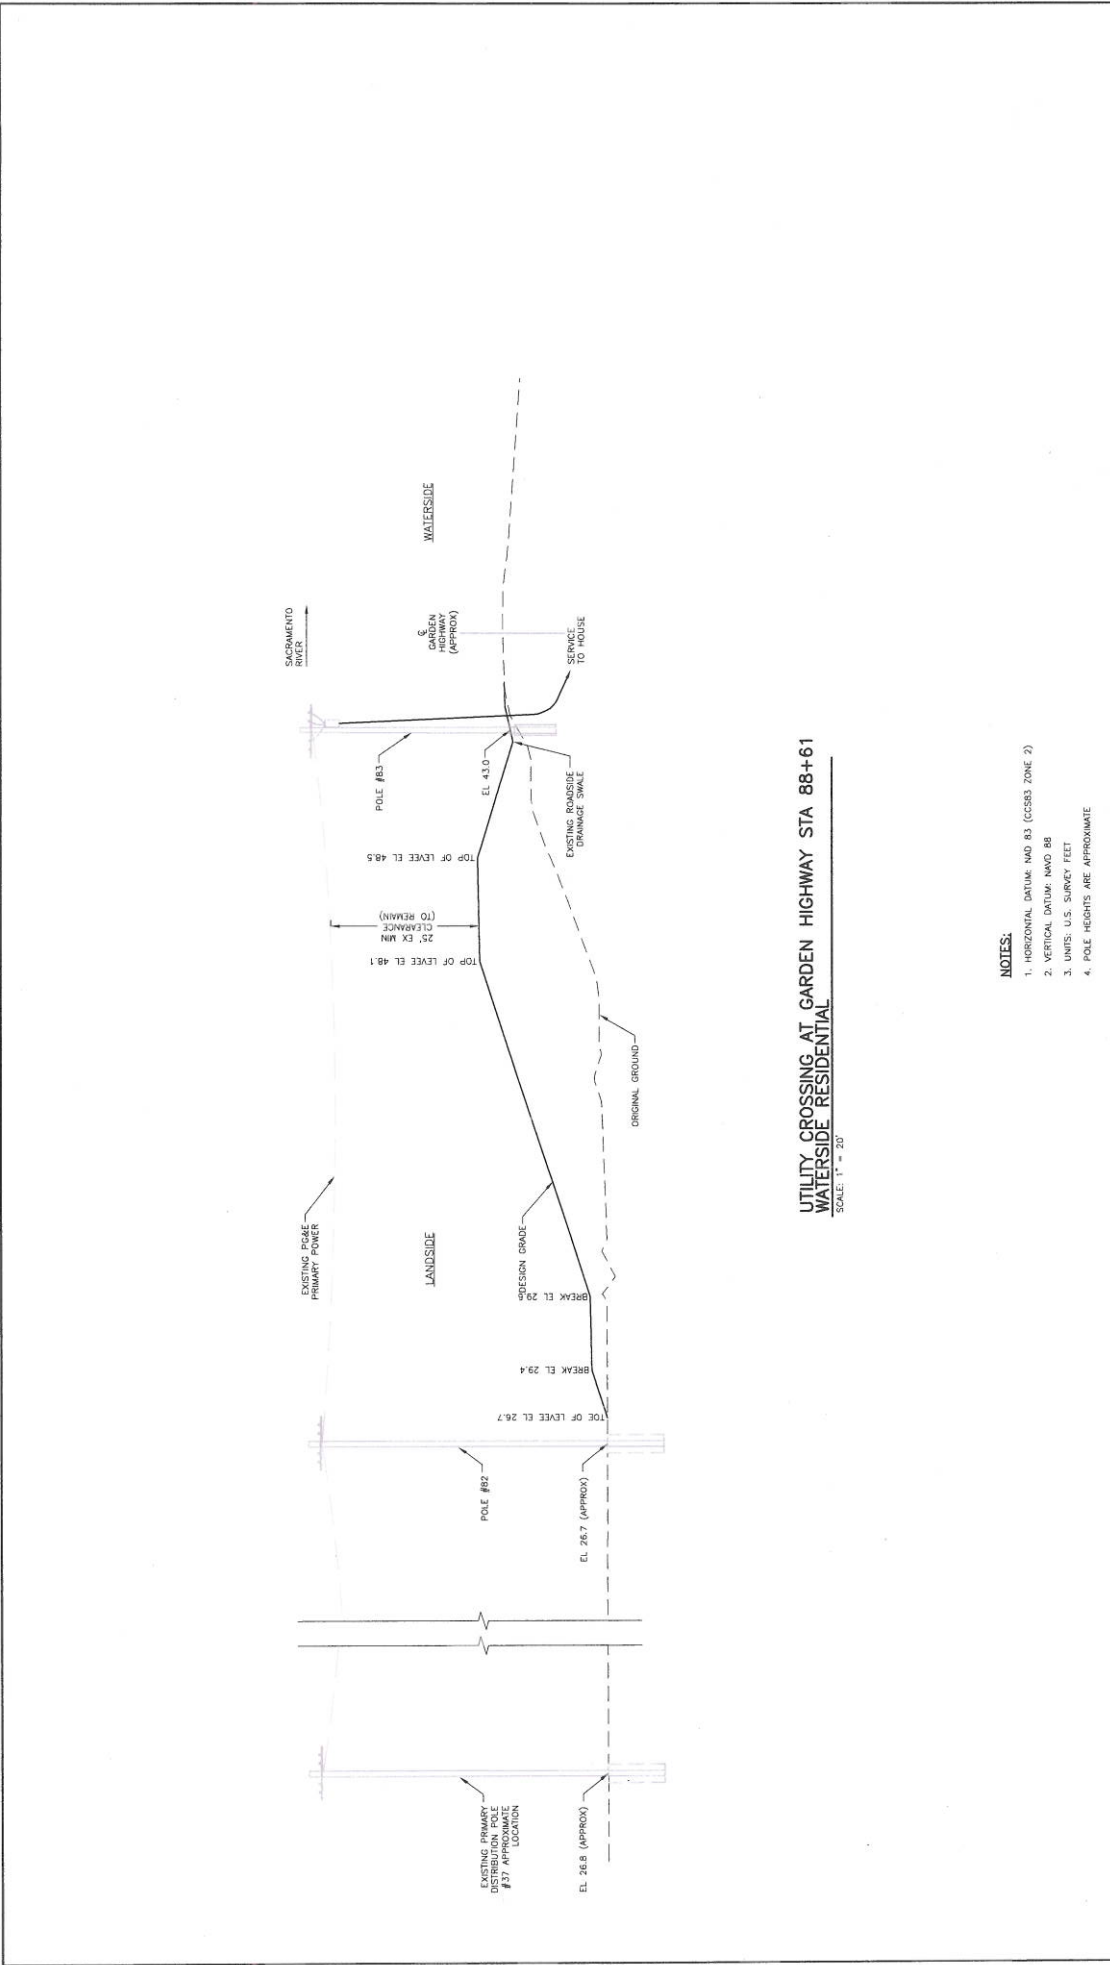 SACRAMENTO
RIVER
WATERSIDE
℄
GARDEN
HIGHWAY
(APPROX)
SERVICE
TO HOUSE
POLE #83
EL 43.0
EXISTING ROADSIDE
DRAINAGE SWALE
TOP OF LEVEE EL 48.5
25' EX MIN
CLEARANCE
(TO REMAIN)
TOP OF LEVEE EL 48.1
ORIGINAL GROUND
EXISTING PG&E
PRIMARY POWER
LANDSIDE
DESIGN GRADE
BREAK EL 29.6
BREAK EL 29.4
TOE OF LEVEE EL 26.7
POLE #82
EL 26.7 (APPROX)
EXISTING PRIMARY
DISTRIBUTION POLE
#37 APPROXIMATE
LOCATION
EL 26.8 (APPROX)
UTILITY CROSSING AT GARDEN HIGHWAY STA 88+61
WATERSIDE RESIDENTIAL
SCALE: 1" = 20'
NOTES:
1. HORIZONTAL DATUM: NAD 83 (CCS83 ZONE 2)
2. VERTICAL DATUM: NAVD 88
3. UNITS: U.S. SURVEY FEET
4. POLE HEIGHTS ARE APPROXIMATE